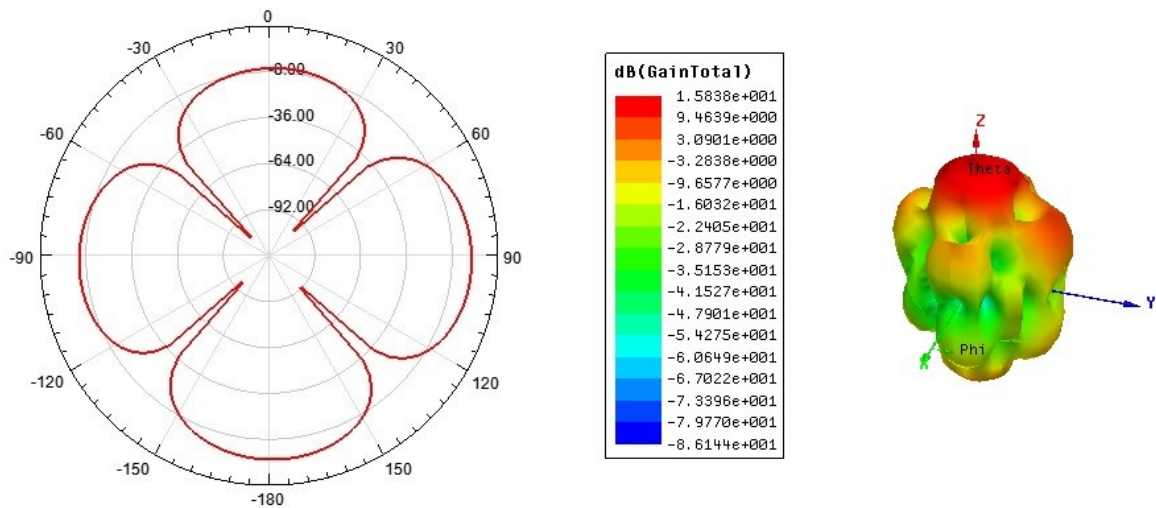 0
-30
30
-8.00
-36.00
-60
60
-64.00
-92.00
-90
90
-120
120
-150
150
-180
dB(GainTotal)
1.5838e+001
9.4639e+000
3.0901e+000
-3.2838e+000
-9.6577e+000
-1.6032e+001
-2.2405e+001
-2.8779e+001
-3.5153e+001
-4.1527e+001
-4.7901e+001
-5.4275e+001
-6.0649e+001
-6.7022e+001
-7.3396e+001
-7.9770e+001
-8.6144e+001
Z
Theta
Y
Phi
X